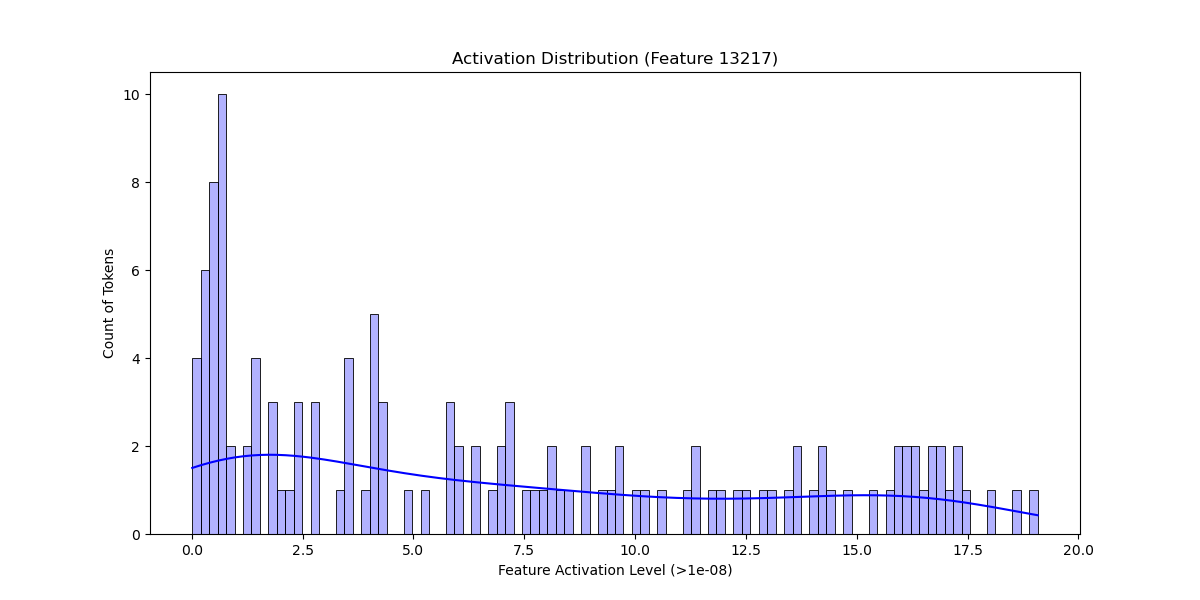 Activation Distribution (Feature 13217)
10
8
6
4
2
0
Count of Tokens
0.0 2.5 5.0 7.5 10.0 12.5 15.0 17.5 20.0
Feature Activation Level (>1e-08)